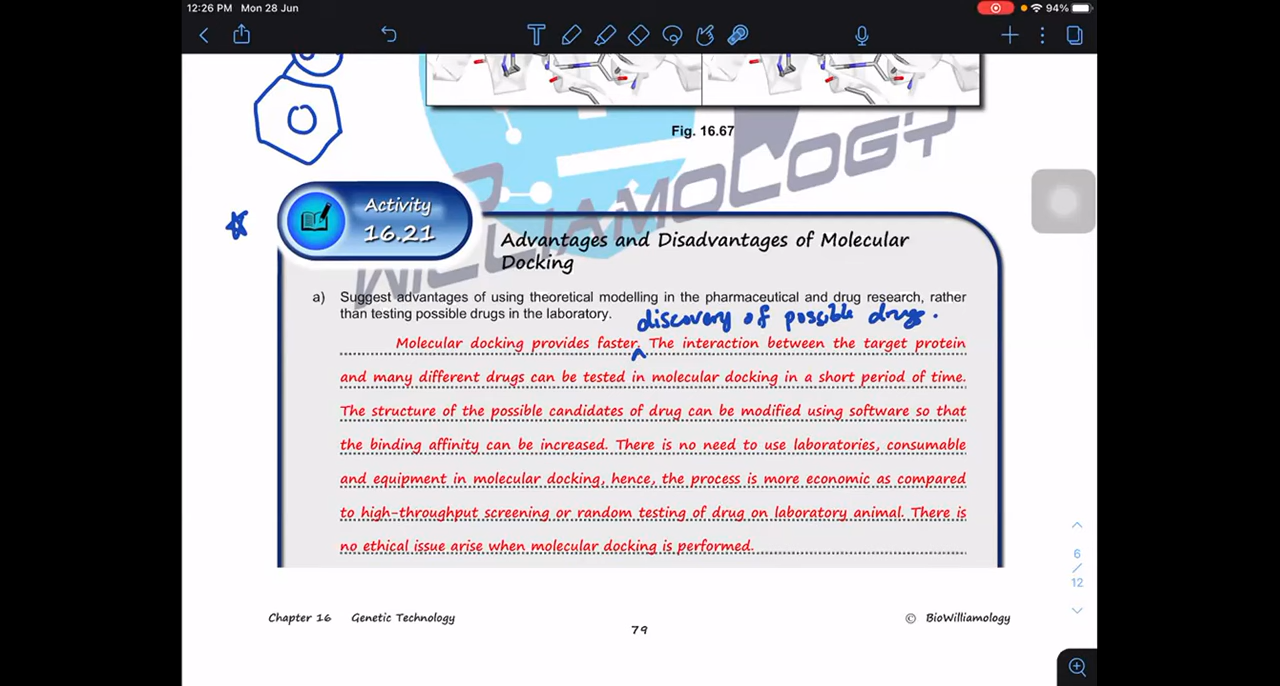 12:26 PM Mon 28 Jun
94%
Fig. 16.67
WILLIAMOLOGY
Activity
16.21
Advantages and Disadvantages of Molecular
Docking
a) Suggest advantages of using theoretical modelling in the pharmaceutical and drug research, rather
than testing possible drugs in the laboratory.
discovery of possible drugs.
Molecular docking provides faster. The interaction between the target protein
and many different drugs can be tested in molecular docking in a short period of time.
The structure of the possible candidates of drug can be modified using software so that
the binding affinity can be increased. There is no need to use laboratories, consumable
and equipment in molecular docking, hence, the process is more economic as compared
to high-throughput screening or random testing of drug on laboratory animal. There is
no ethical issue arise when molecular docking is performed.
6
/
12
Chapter 16 Genetic Technology
79
© BioWilliamology